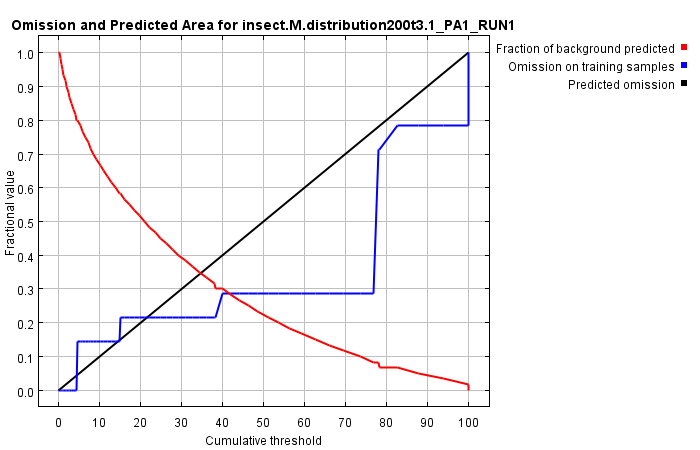 Omission and Predicted Area for insect.M.distribution200t3.1_PA1_RUN1
Fraction of background predicted
Omission on training samples
Predicted omission
Fractional value
1.0
0.9
0.8
0.7
0.6
0.5
0.4
0.3
0.2
0.1
0.0
0 10 20 30 40 50 60 70 80 90 100
Cumulative threshold